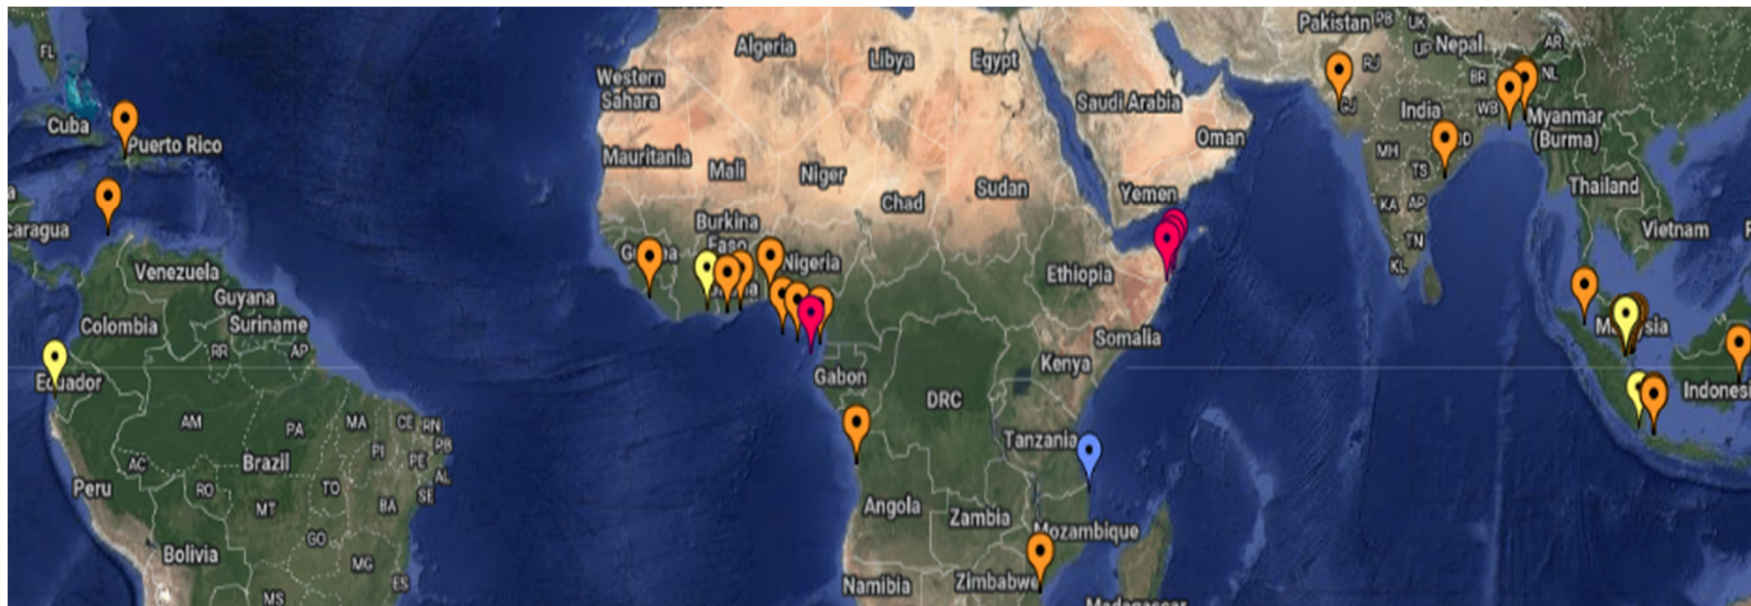 FL
Cuba
Puerto Rico
a
caragua
Venezuela
Guyana
Suriname
Colombia
RR
AP
Ecuador
AM
PA
MA
CE
RN
PB
PI
PE
AC
Brazil
AL
TO
SE
Peru
RO
MT
BA
GO
Bolivia
MG
ES
MS
Western
Sahara
Algeria
Libya
Egypt
Saudi Arabia
Oman
Mauritania
Mali
Niger
Chad
Sudan
Yemen
Burkina
Faso
Nigeria
Ethiopia
Somalia
Kenya
Gabon
DRC
Tanzania
Angola
Zambia
Mozambique
Namibia
Zimbabwe
Madagascar
Pakistan
PB
UK
RJ
UP
Nepal
AR
BR
NL
GJ
India
WB
Myanmar
(Burma)
MH
TS
Thailand
KA
AP
Vietnam
TN
KL
Indonesi